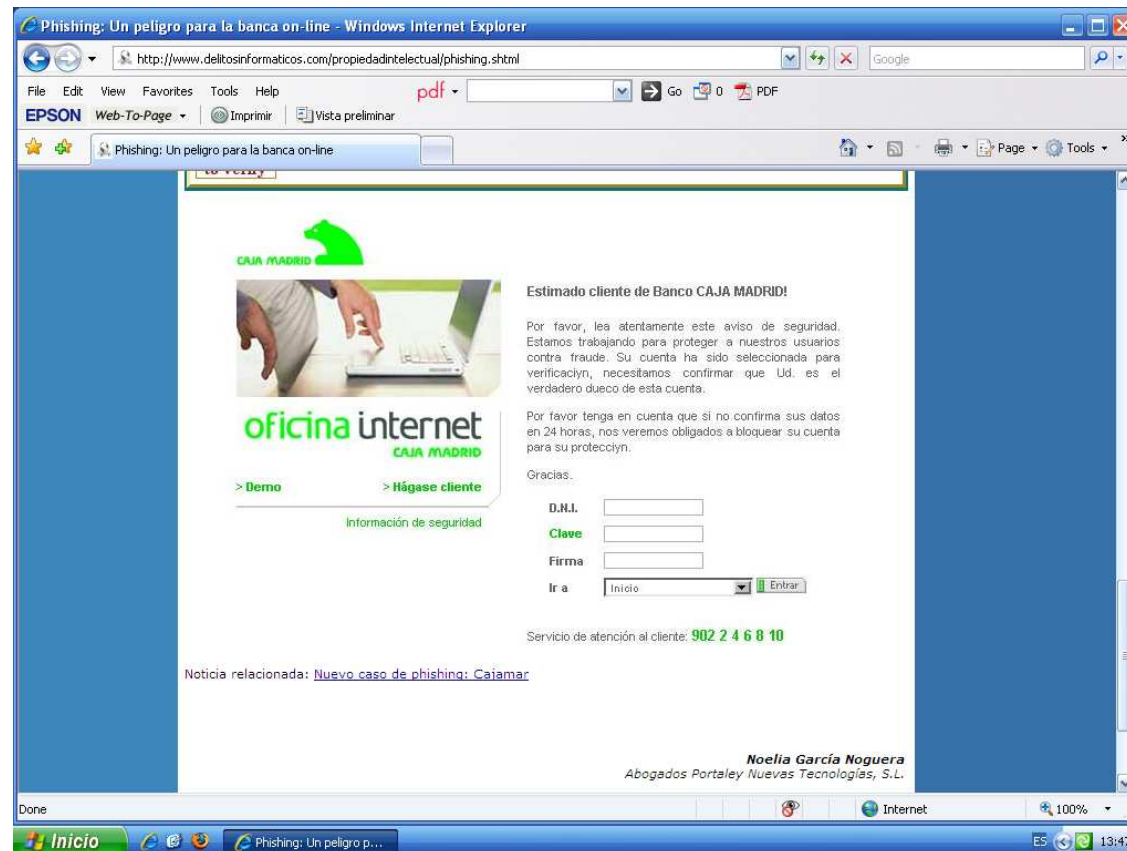 Phishing: Un peligro para la banca on-line - Windows Internet Explorer
http://www.delitosinformaticos.com/propiedadintelectual/phishing.shtml
Google
File Edit View Favorites Tools Help
pdf
Go 0 PDF
EPSON Web-To-Page Imprimir Vista preliminar
Phishing: Un peligro para la banca on-line
Page Tools
to verify
CAJA MADRID
Estimado cliente de Banco CAJA MADRID!
Por favor, lea atentamente este aviso de seguridad.
Estamos trabajando para proteger a nuestros usuarios
contra fraude. Su cuenta ha sido seleccionada para
verificaciyn, necesitamos confirmar que Ud. es el
verdadero dueco de esta cuenta.
Por favor tenga en cuenta que si no confirma sus datos
en 24 horas, nos veremos obligados a bloquear su cuenta
para su protecciyn.
Gracias.
oficina internet
CAJA MADRID
> Demo > Hágase cliente
Información de seguridad
D.N.I.
Clave
Firma
Ir a Inicio Entrar
Servicio de atención al cliente: 902 2 4 6 8 10
Noticia relacionada: Nuevo caso de phishing: Cajamar
Noelia García Noguera
Abogados Portaley Nuevas Tecnologías, S.L.
Done Internet 100%
Inicio Phishing: Un peligro p... ES 13:47